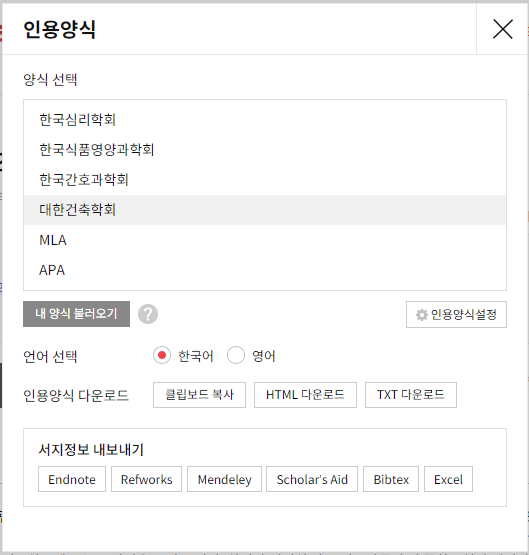 인용양식
양식 선택
한국심리학회
한국식품영양과학회
한국간호과학회
대한건축학회
MLA
APA
내 양식 불러오기 ? 인용양식설정
언어 선택 한국어 영어
인용양식 다운로드 클립보드 복사 HTML 다운로드 TXT 다운로드
서지정보 내보내기
Endnote Refworks Mendeley Scholar's Aid Bibtex Excel